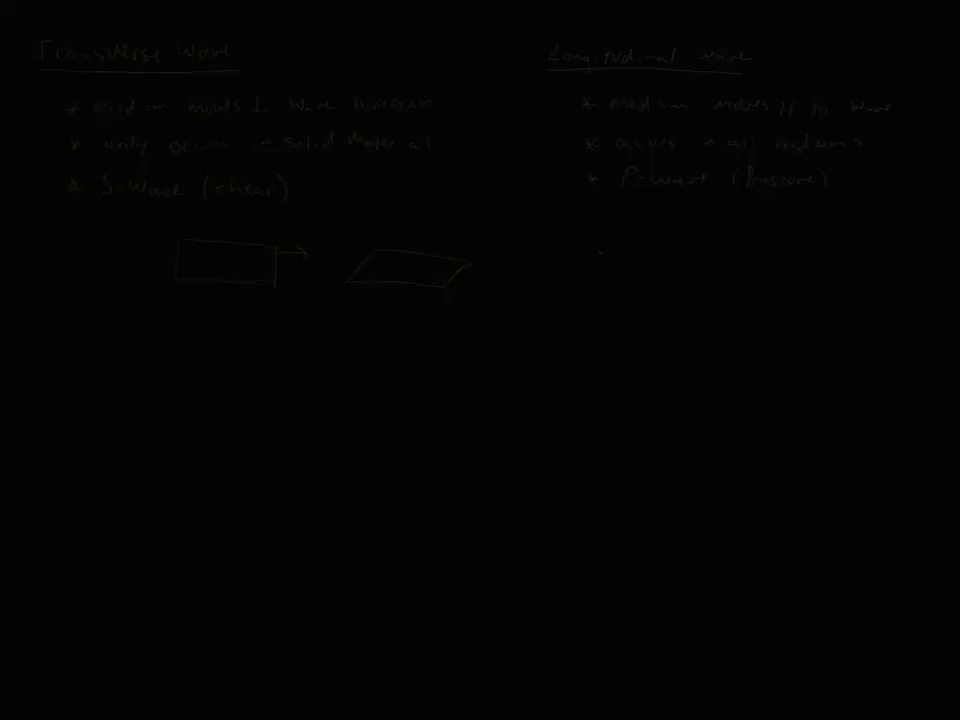 Transverse Wave
* medium moves ⊥ wave Direction
* only occurs in solid Material
* S-wave (shear)
Longitudinal wave
* medium moves // to wave
* occurs in all mediums
* P-wave (Pressure)